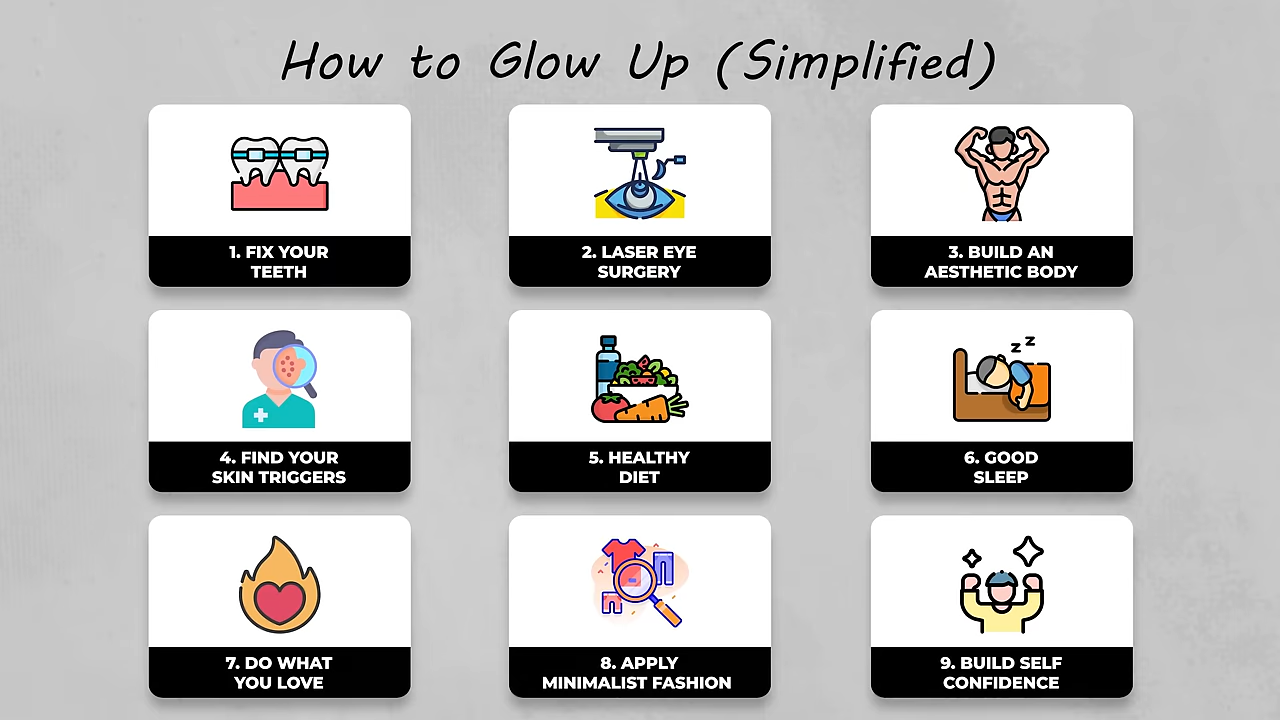 How to Glow Up (Simplified)
1. FIX YOUR
TEETH
2. LASER EYE
SURGERY
3. BUILD AN
AESTHETIC BODY
4. FIND YOUR
SKIN TRIGGERS
5. HEALTHY
DIET
z z
6. GOOD
SLEEP
7. DO WHAT
YOU LOVE
8. APPLY
MINIMALIST FASHION
9. BUILD SELF
CONFIDENCE